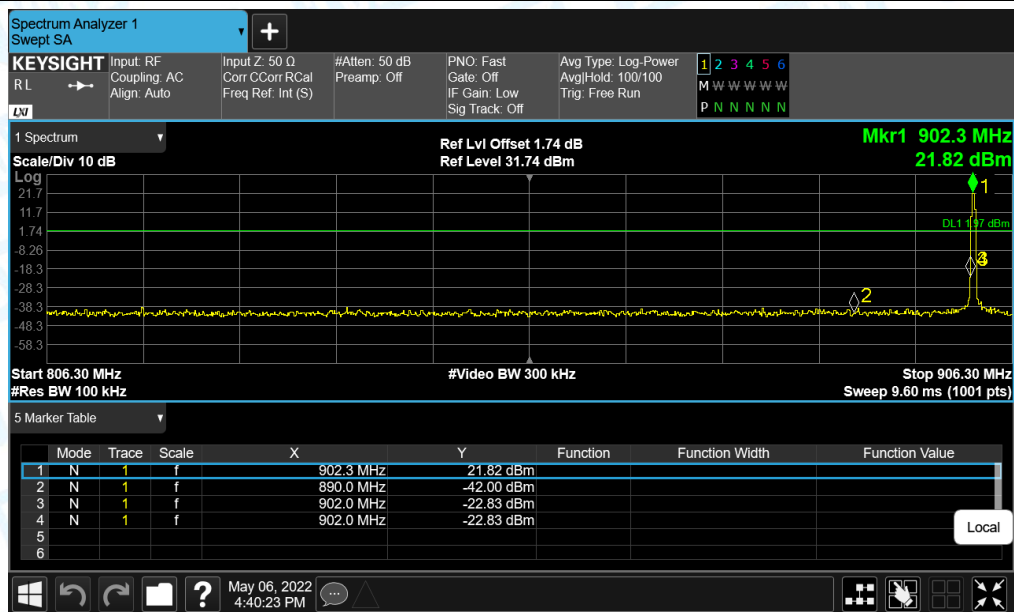 Spectrum Analyzer 1
Swept SA
+
KEYSIGHT
R L
LXI
Input: RF
Coupling: AC
Align: Auto
Input Z: 50 Ω
Corr CCorr RCal
Freq Ref: Int (S)
#Atten: 50 dB
Preamp: Off
PNO: Fast
Gate: Off
IF Gain: Low
Sig Track: Off
Avg Type: Log-Power
Avg|Hold: 100/100
Trig: Free Run
1 2 3 4 5 6
M W W W W W
P N N N N N
1 Spectrum
Scale/Div 10 dB
Ref Lvl Offset 1.74 dB
Ref Level 31.74 dBm
Mkr1 902.3 MHz
21.82 dBm
Log
21.7
11.7
1.74
-8.26
-18.3
-28.3
-38.3
-48.3
-58.3
1
DL1 1.97 dBm
2
Start 806.30 MHz
#Video BW 300 kHz
Stop 906.30 MHz
#Res BW 100 kHz
Sweep 9.60 ms (1001 pts)
5 Marker Table
Mode Trace Scale X Y Function Function Width Function Value
1 N 1 f 902.3 MHz 21.82 dBm
2 N 1 f 890.0 MHz -42.00 dBm
3 N 1 f 902.0 MHz -22.83 dBm
4 N 1 f 902.0 MHz -22.83 dBm
5
6
Local
?
May 06, 2022
4:40:23 PM